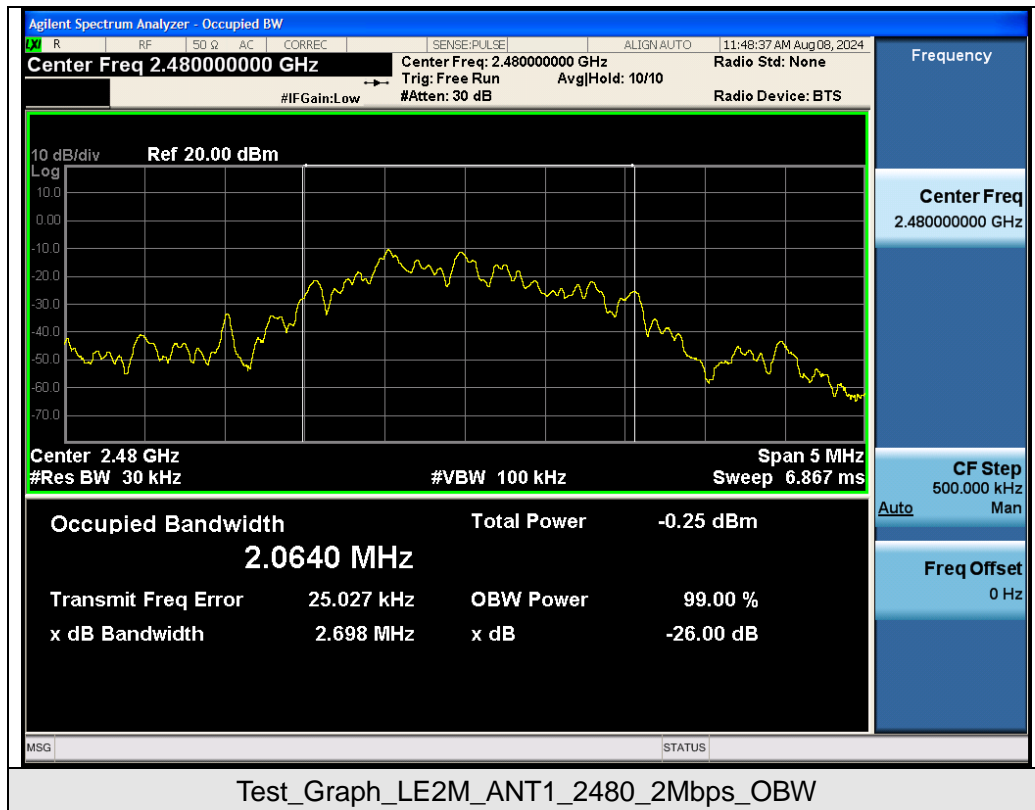 Agilent Spectrum Analyzer - Occupied BW
LXI R RF 50 Ω AC CORREC SENSE:PULSE ALIGN AUTO 11:48:37 AM Aug 08, 2024
Center Freq 2.480000000 GHz
Center Freq: 2.480000000 GHz
Radio Std: None
Trig: Free Run Avg|Hold: 10/10
#IFGain:Low
#Atten: 30 dB
Radio Device: BTS
Frequency
10 dB/div Ref 20.00 dBm
Log
10.0
0.00
-10.0
-20.0
-30.0
-40.0
-50.0
-60.0
-70.0
Center 2.48 GHz
Span 5 MHz
#Res BW 30 kHz
#VBW 100 kHz
Sweep 6.867 ms
Center Freq
2.480000000 GHz
CF Step
500.000 kHz
Auto Man
Freq Offset
0 Hz
Occupied Bandwidth
2.0640 MHz
Total Power -0.25 dBm
Transmit Freq Error 25.027 kHz OBW Power 99.00 %
x dB Bandwidth 2.698 MHz x dB -26.00 dB
MSG STATUS
Test_Graph_LE2M_ANT1_2480_2Mbps_OBW